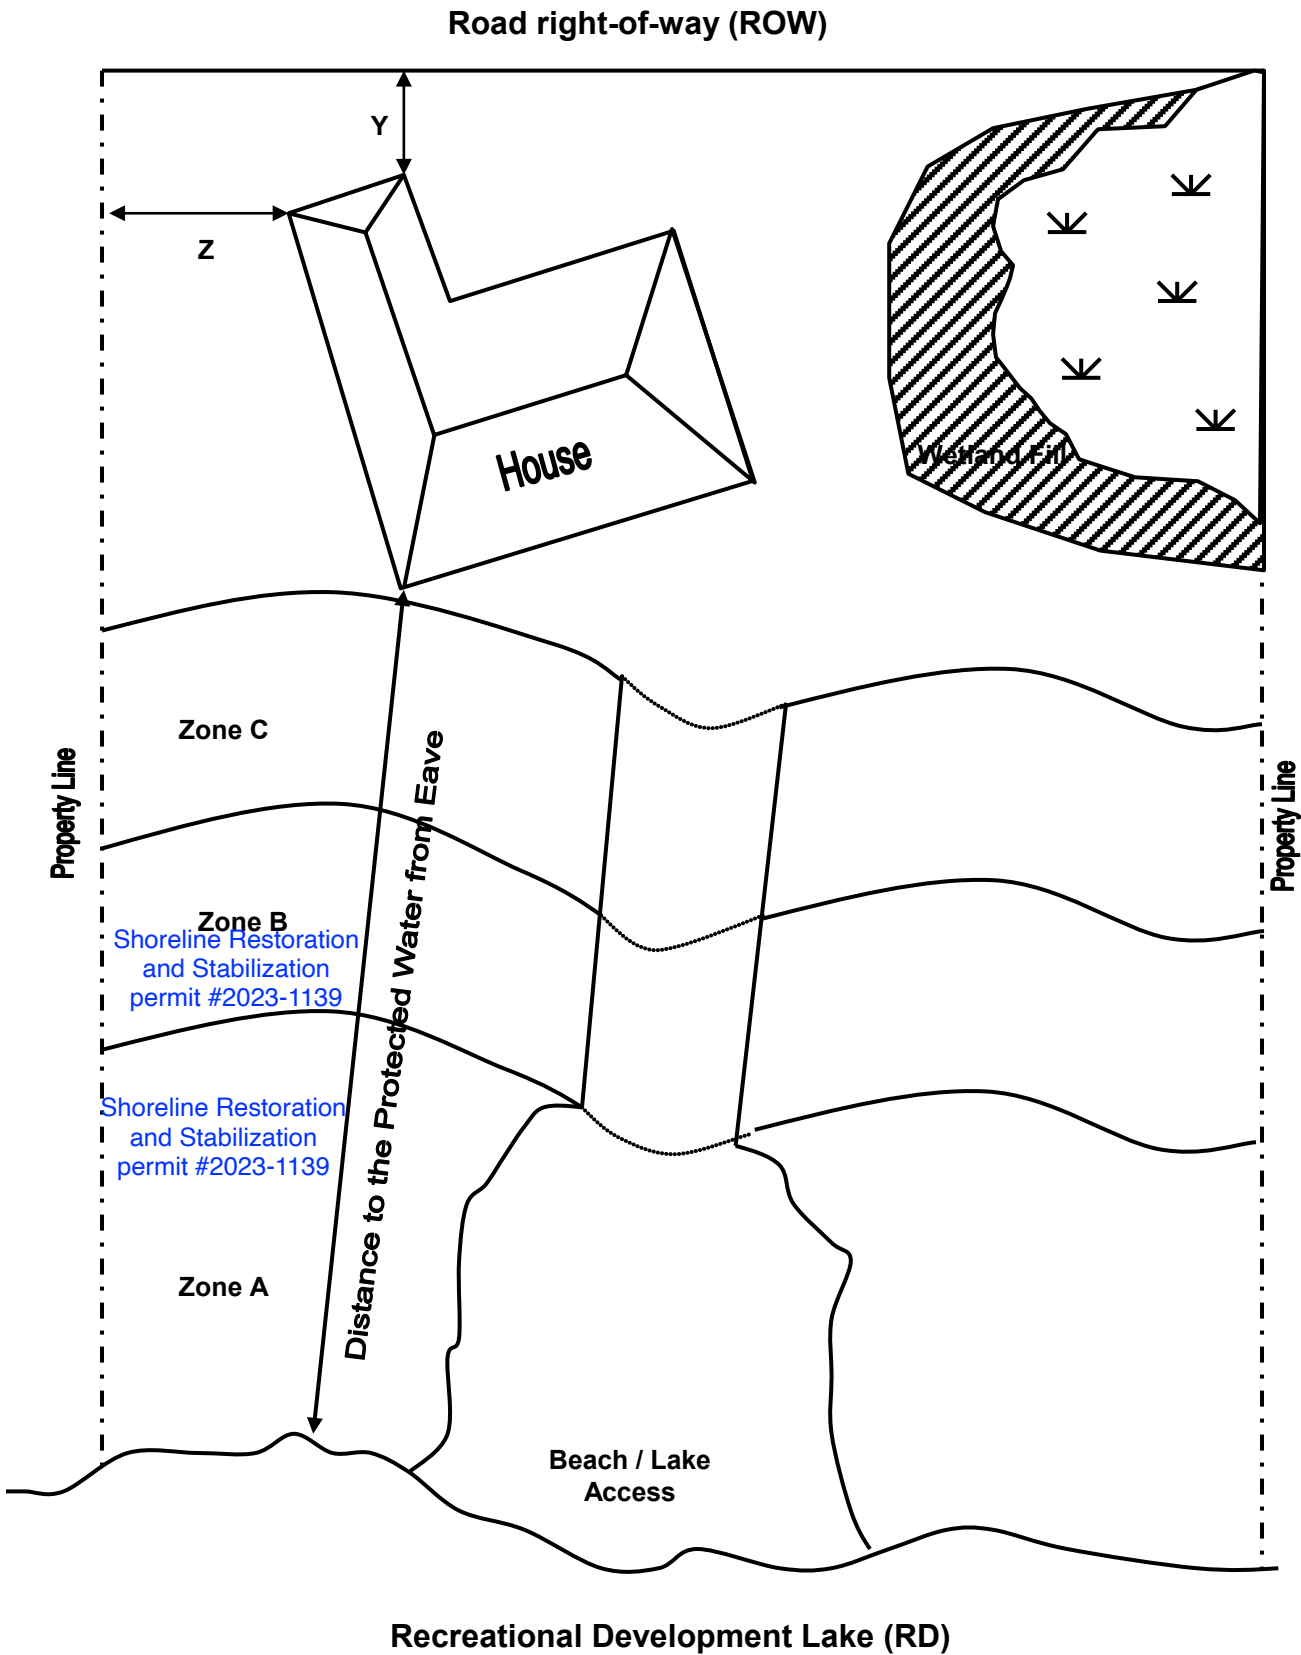 Road right-of-way (ROW)
Y
Z
House
Wetland Fill
Zone C
Property Line
Property Line
Distance to the Protected Water from Eave
Zone B
Shoreline Restoration
and Stabilization
permit #2023-1139
Shoreline Restoration
and Stabilization
permit #2023-1139
Zone A
Beach / Lake
Access
Recreational Development Lake (RD)